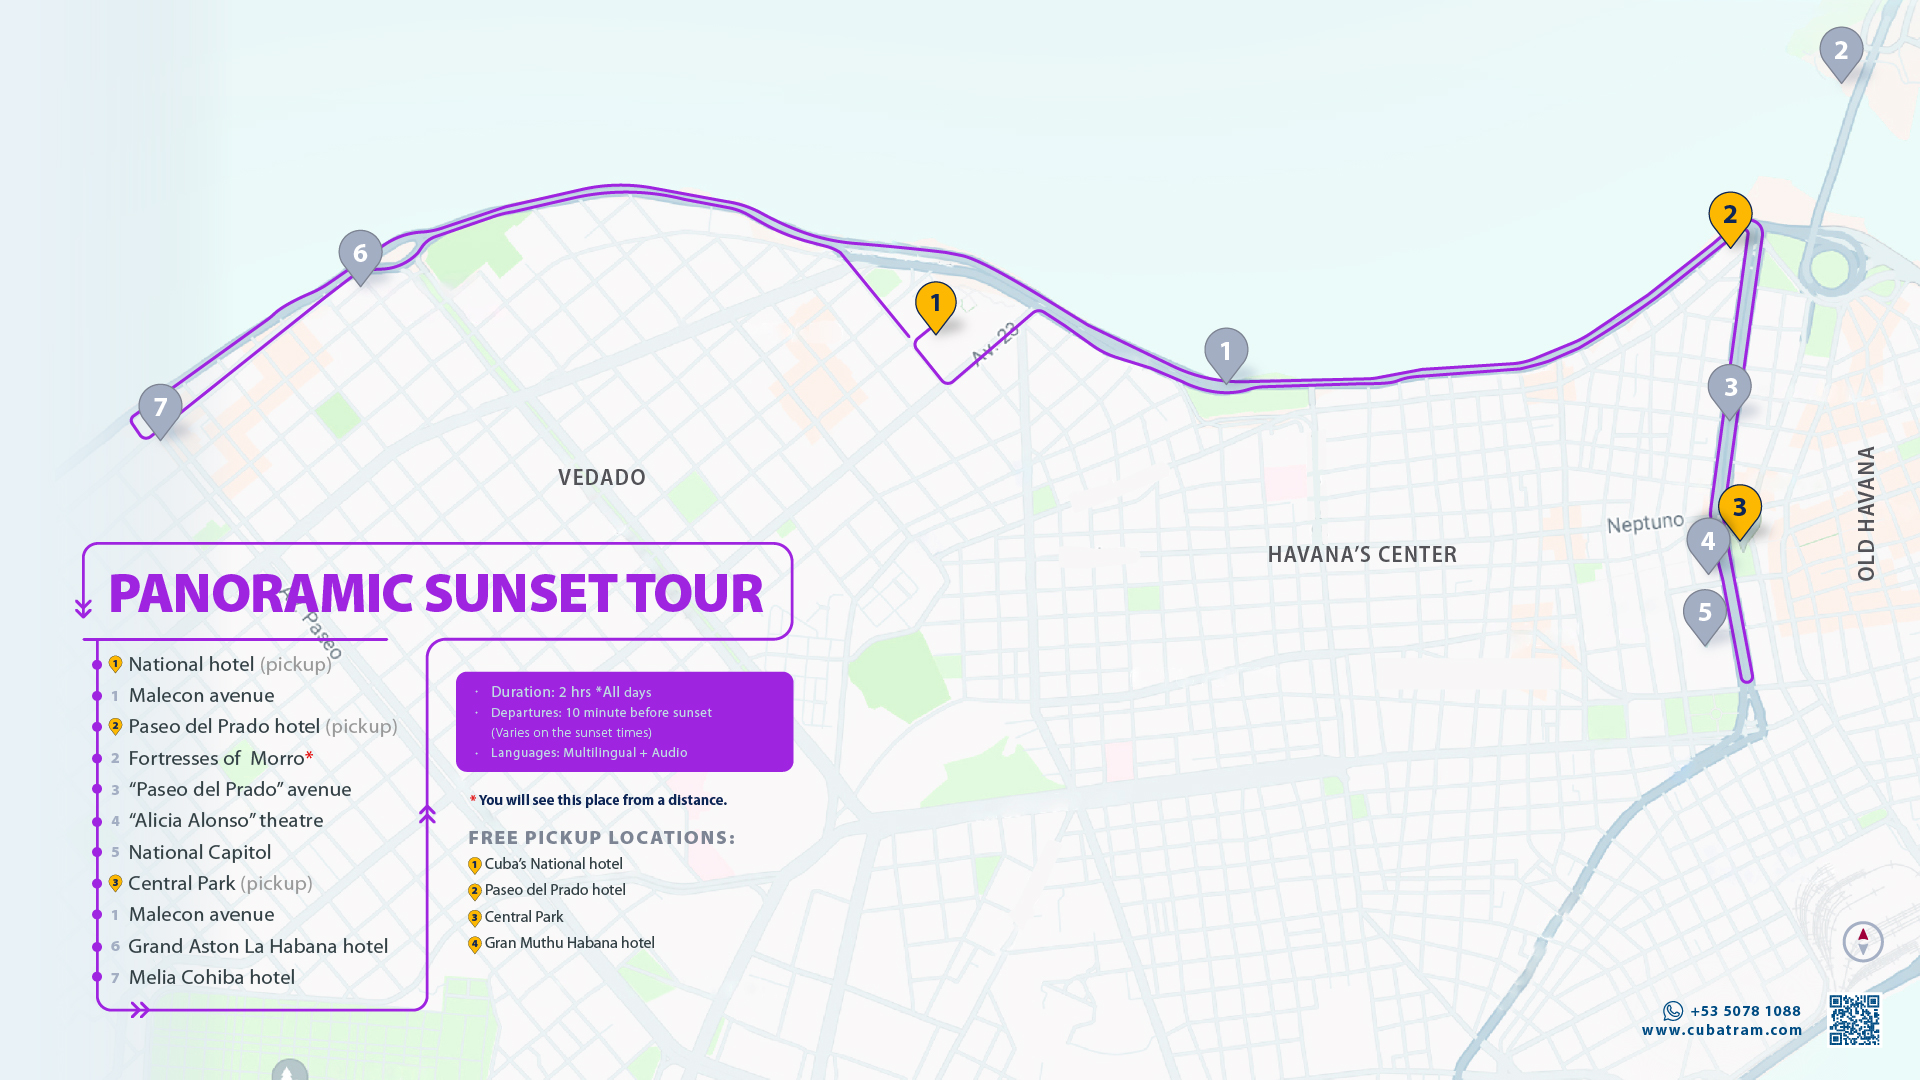 2
2
6
1
Av. 23
1
7
3
VEDADO
3
Neptuno
4
HAVANA'S CENTER
OLD HAVANA
5
PANORAMIC SUNSET TOUR
Av. Paseo
1 National hotel (pickup)
1 Malecon avenue
2 Paseo del Prado hotel (pickup)
2 Fortresses of Morro*
3 “Paseo del Prado” avenue
4 “Alicia Alonso” theatre
5 National Capitol
3 Central Park (pickup)
1 Malecon avenue
6 Grand Aston La Habana hotel
7 Melia Cohiba hotel
· Duration: 2 hrs *All days
· Departures: 10 minute before sunset
(Varies on the sunset times)
· Languages: Multilingual + Audio
* You will see this place from a distance.
FREE PICKUP LOCATIONS:
1 Cuba's National hotel
2 Paseo del Prado hotel
3 Central Park
4 Gran Muthu Habana hotel
+53 5078 1088
www.cubatram.com